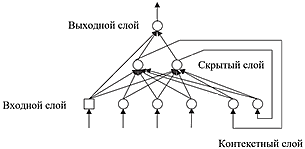 Выходной слой
Скрытый слой
Входной слой
Контекстный слой